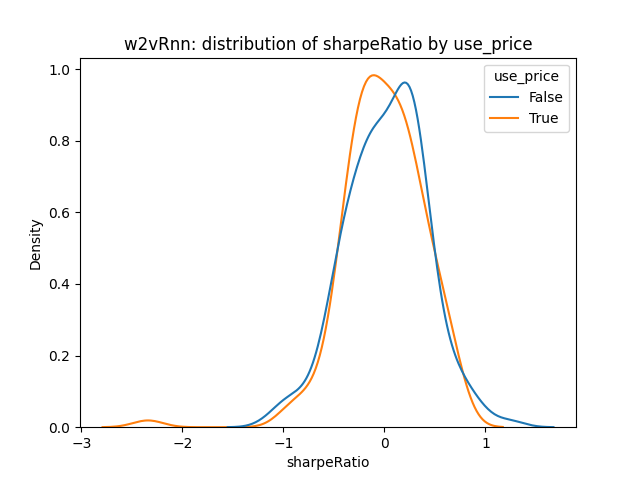 w2vRnn: distribution of sharpeRatio by use_price
use_price
False
True
1.0
0.8
0.6
0.4
0.2
0.0
Density
−3
−2
−1
0
1
sharpeRatio